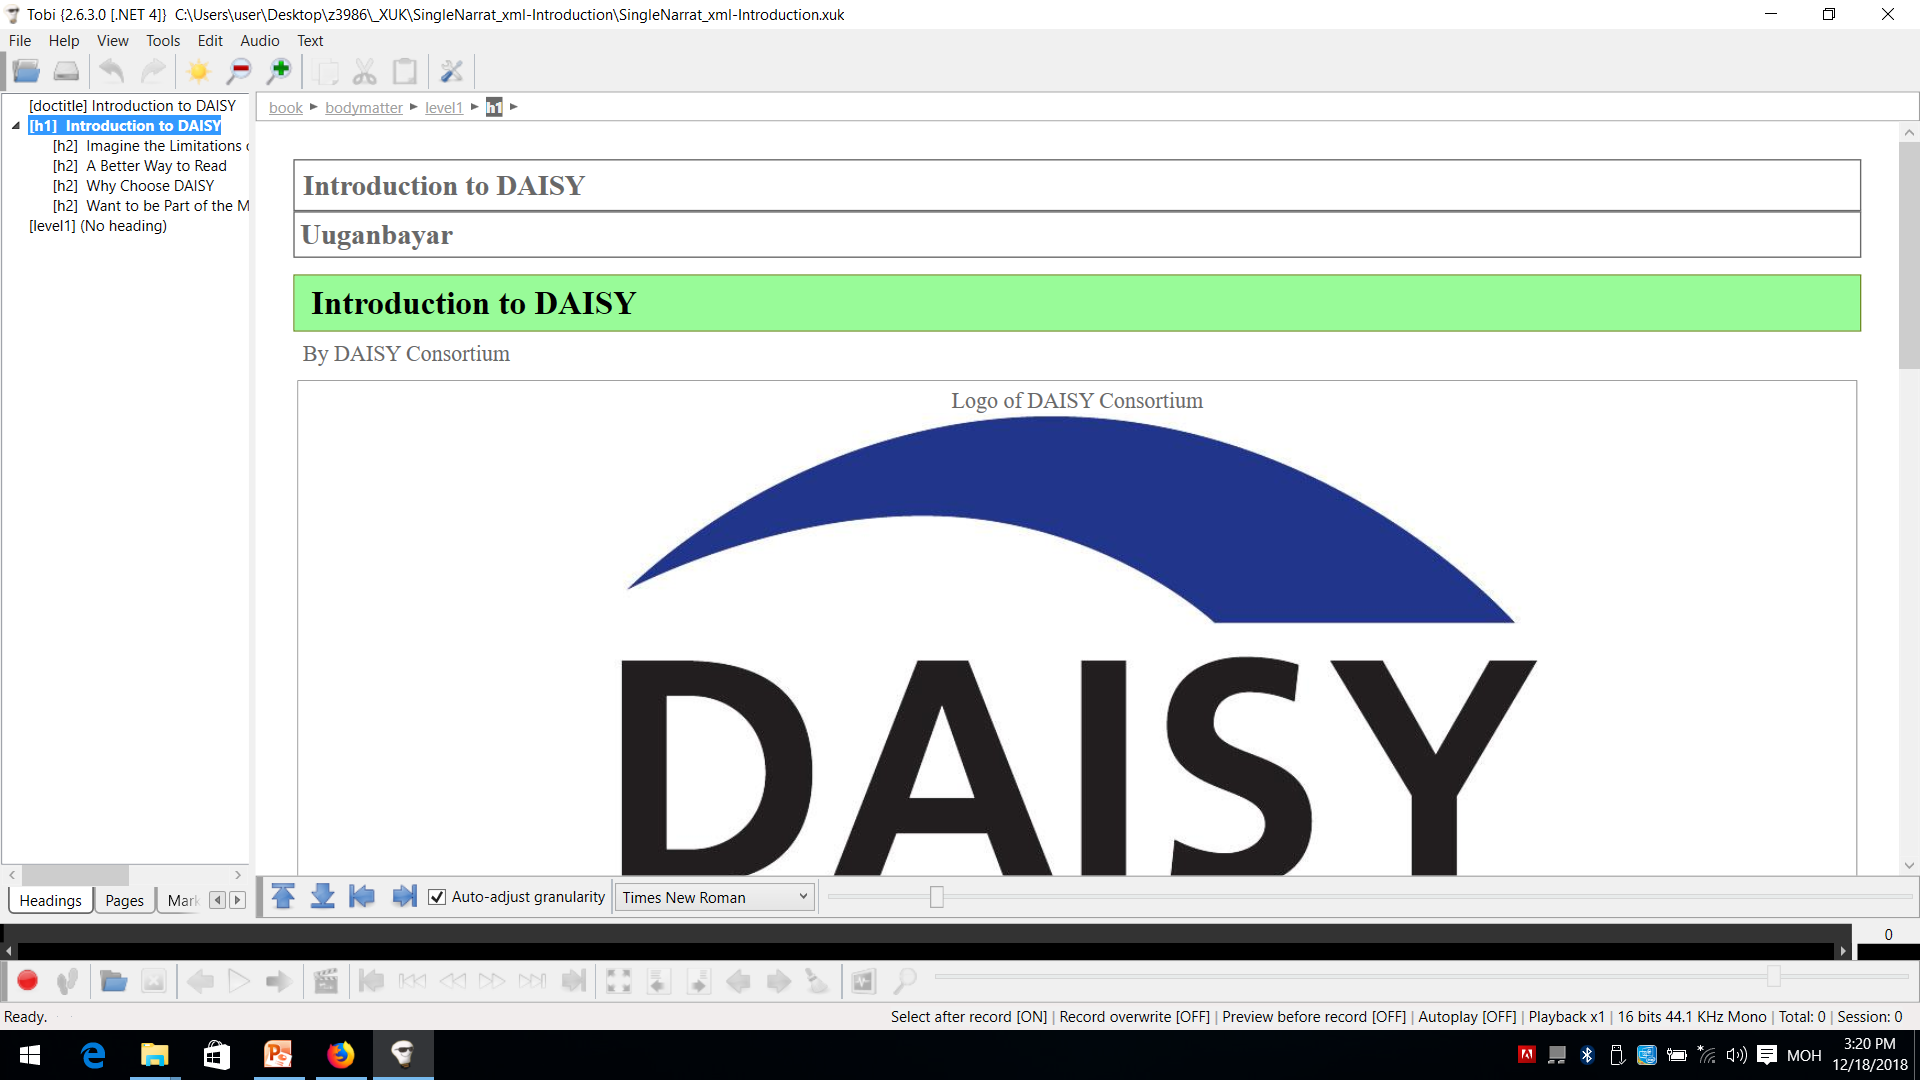 Tobi {2.6.3.0 [.NET 4]}  C:\Users\user\Desktop\z3986\_XUK\SingleNarrat_xml-Introduction\SingleNarrat_xml-Introduction.xuk
File Help View Tools Edit Audio Text
[doctitle] Introduction to DAISY
[h1] Introduction to DAISY
[h2] Imagine the Limitations
[h2] A Better Way to Read
[h2] Why Choose DAISY
[h2] Want to be Part of the M
[level1] (No heading)
Headings Pages Mark
book bodymatter level1 h1
Introduction to DAISY
Uuganbayar
Introduction to DAISY
By DAISY Consortium
Logo of DAISY Consortium
DAISY
Auto-adjust granularity Times New Roman
0
Ready.
Select after record [ON] | Record overwrite [OFF] | Preview before record [OFF] | Autoplay [OFF] | Playback x1 | 16 bits 44.1 KHz Mono | Total: 0 | Session: 0
MOH
3:20 PM
12/18/2018